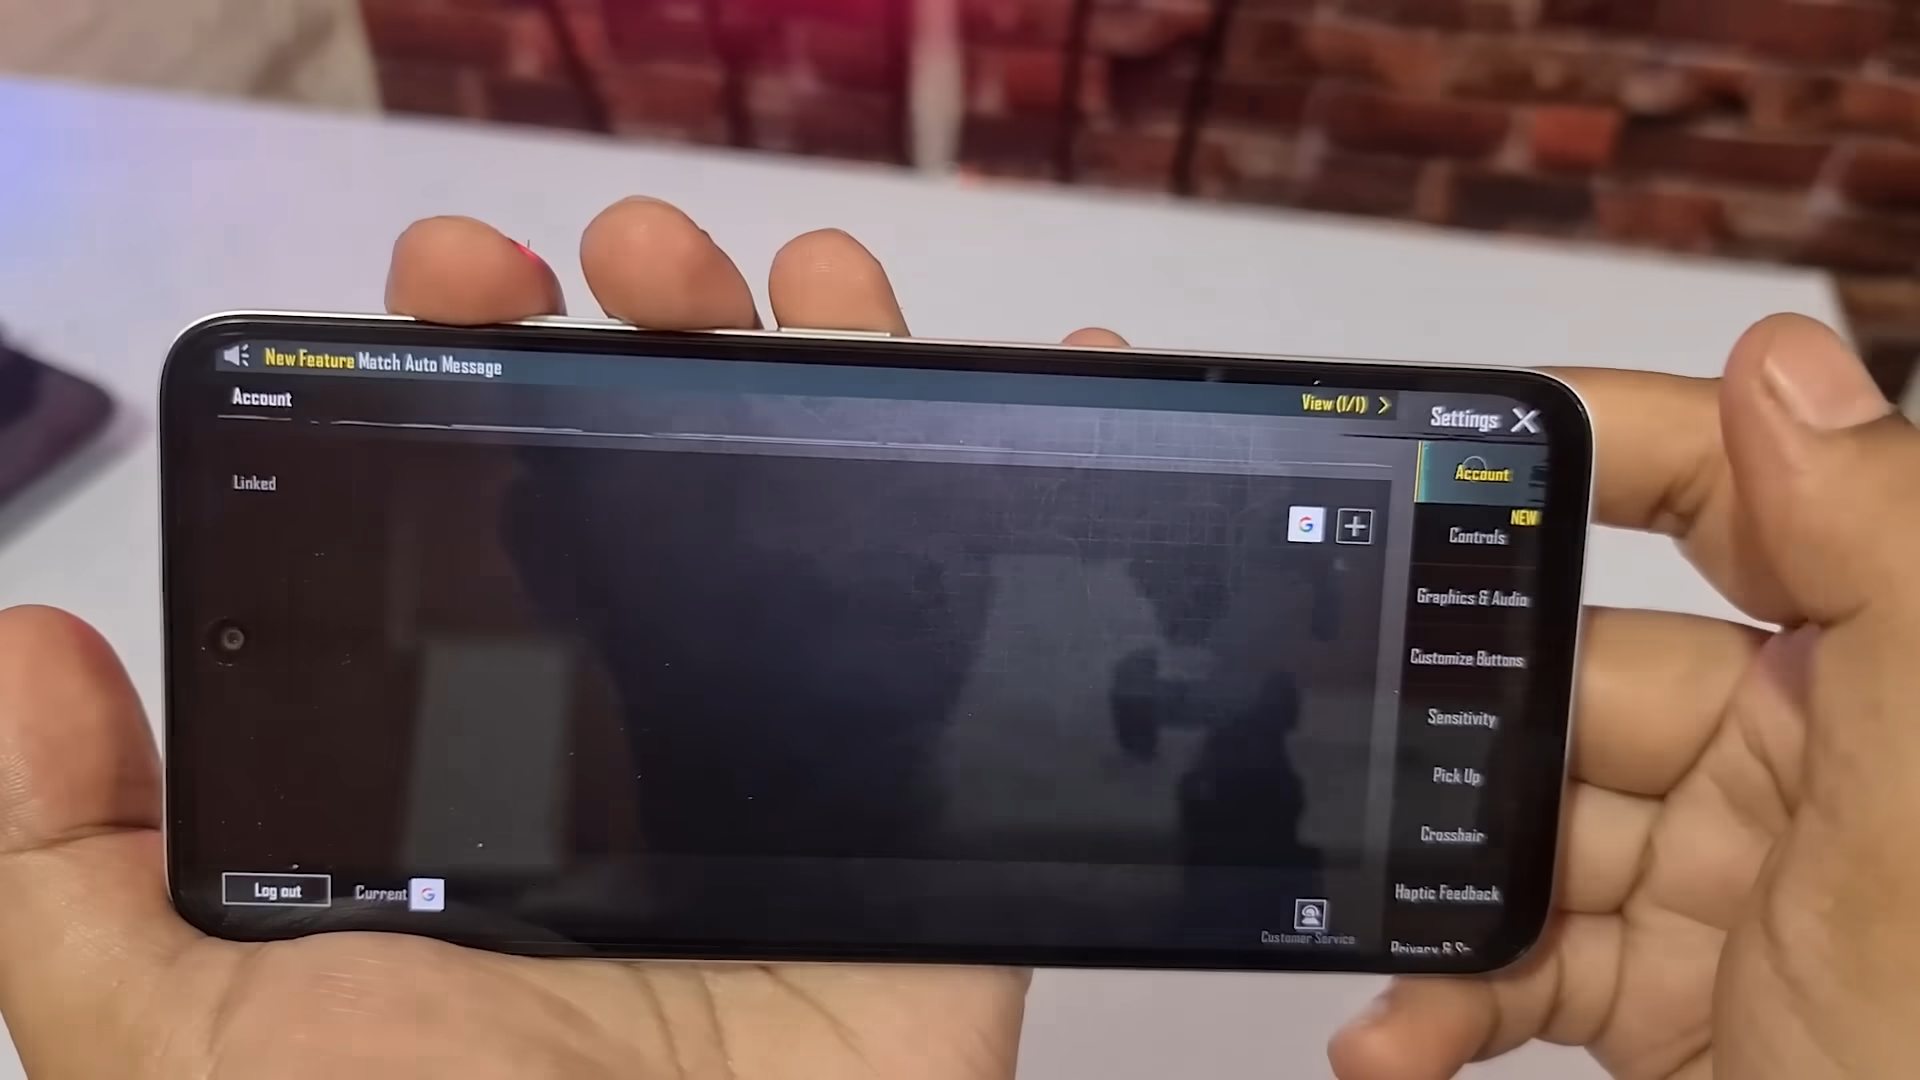 New Feature Match Auto Message
View (1/1)
Settings
Account
Account
Linked
NEW
Controls
Graphics & Audio
Customize Buttons
Sensitivity
Pick Up
Crosshair
Haptic Feedback
Log out
Current
Customer Service
Privacy &